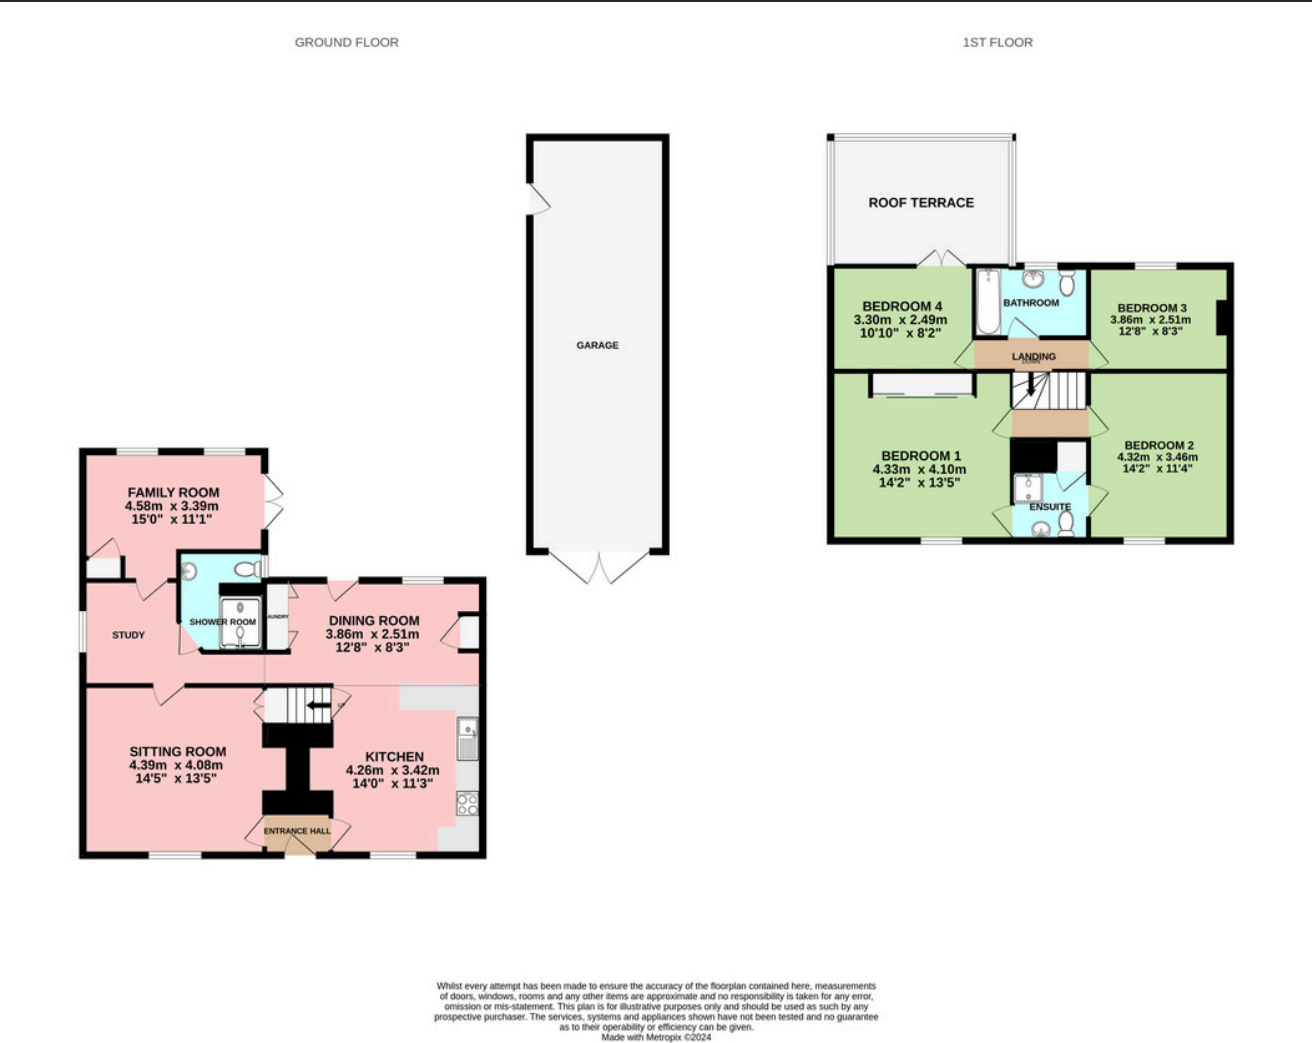 GROUND FLOOR
1ST FLOOR
ROOF TERRACE
BEDROOM 4
3.30m x 2.49m
10'10" x 8'2"
BATHROOM
BEDROOM 3
3.86m x 2.51m
12'8" x 8'3"
LANDING
DOWN
GARAGE
BEDROOM 1
4.33m x 4.10m
14'2" x 13'5"
BEDROOM 2
4.32m x 3.46m
14'2" x 11'4"
ENSUITE
FAMILY ROOM
4.58m x 3.39m
15'0" x 11'1"
SHOWER ROOM
STUDY
DINING ROOM
3.86m x 2.51m
12'8" x 8'3"
UP
SITTING ROOM
4.39m x 4.08m
14'5" x 13'5"
KITCHEN
4.26m x 3.42m
14'0" x 11'3"
ENTRANCE HALL
Whilst every attempt has been made to ensure the accuracy of the floorplan contained here, measurements
of doors, windows, rooms and any other items are approximate and no responsibility is taken for any error,
omission or mis-statement. This plan is for illustrative purposes only and should be used as such by any
prospective purchaser. The services, systems and appliances shown have not been tested and no guarantee
as to their operability or efficiency can be given.
Made with Metropix ©2024